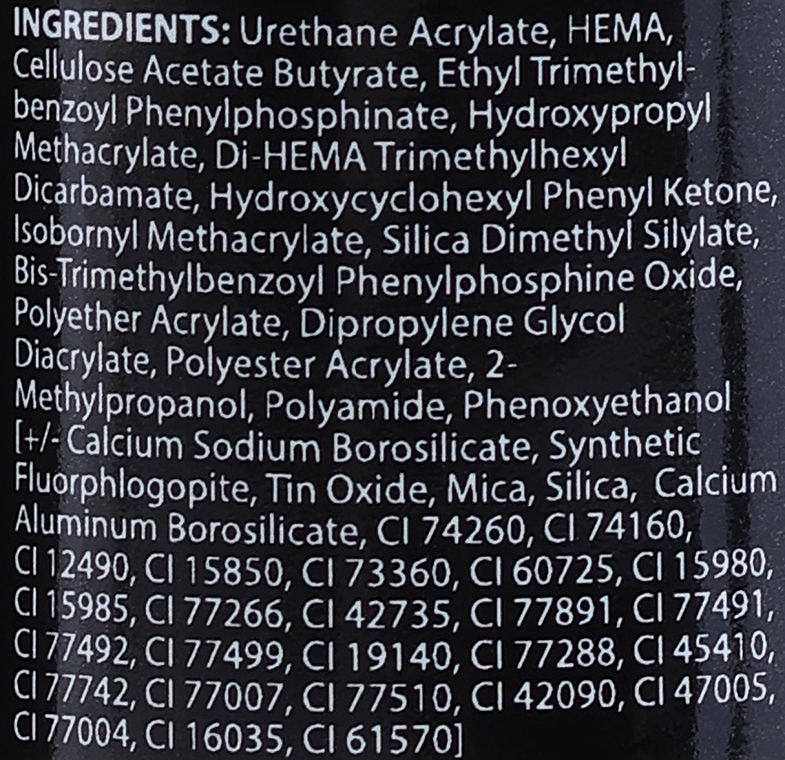 INGREDIENTS: Urethane Acrylate, HEMA,
Cellulose Acetate Butyrate, Ethyl Trimethyl-
benzoyl Phenylphosphinate, Hydroxypropyl
Methacrylate, Di-HEMA Trimethylhexyl
Dicarbamate, Hydroxycyclohexyl Phenyl Ketone,
Isobornyl Methacrylate, Silica Dimethyl Silylate,
Bis-Trimethylbenzoyl Phenylphosphine Oxide,
Polyether Acrylate, Dipropylene Glycol
Diacrylate, Polyester Acrylate, 2-
Methylpropanol, Polyamide, Phenoxyethanol
[+/- Calcium Sodium Borosilicate, Synthetic
Fluorphlogopite, Tin Oxide, Mica, Silica, Calcium
Aluminum Borosilicate, CI 74260, CI 74160,
CI 12490, CI 15850, CI 73360, CI 60725, CI 15980,
CI 15985, CI 77266, CI 42735, CI 77891, CI 77491,
CI 77492, CI 77499, CI 19140, CI 77288, CI 45410,
CI 77742, CI 77007, CI 77510, CI 42090, CI 47005,
CI 77004, CI 16035, CI 61570]